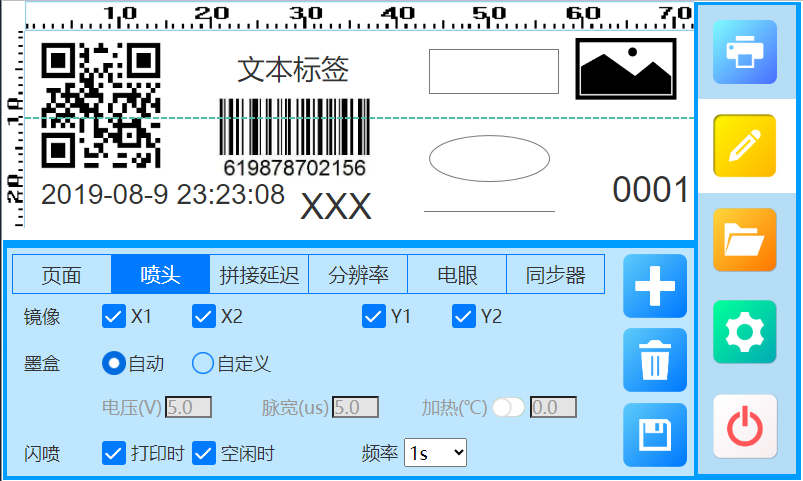 10 20 30 40 50 60 70
10
20
文本标签
619878702156
2019-08-9 23:23:08
XXX
0001
页面 喷头 拼接延迟 分辨率 电眼 同步器
镜像 X1 X2 Y1 Y2
墨盒 自动 自定义
电压(V) 5.0 脉宽(us) 5.0 加热(℃) 0.0
闪喷 打印时 空闲时 频率 1s